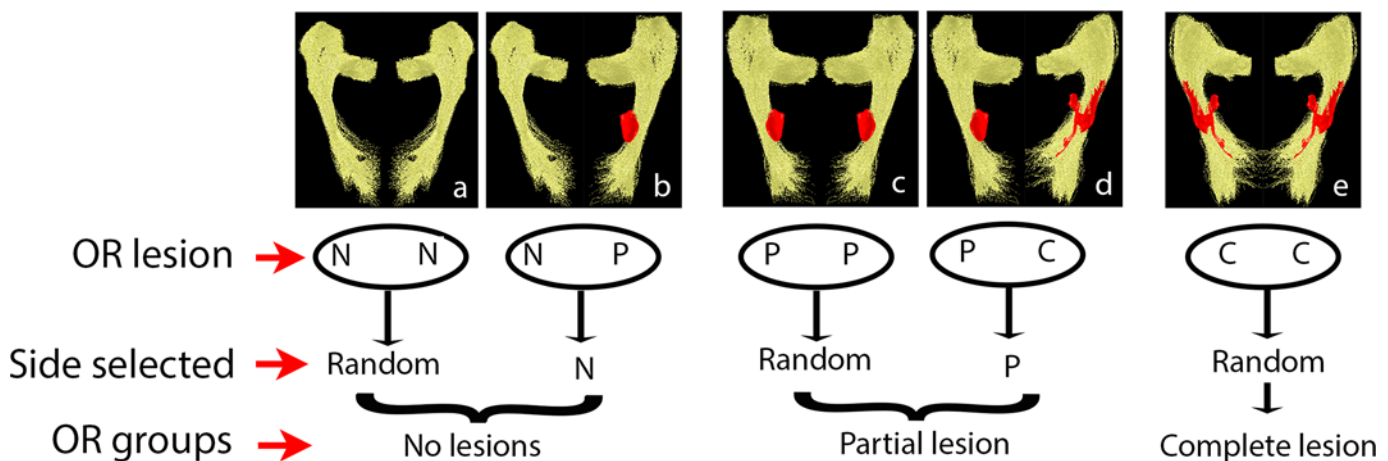 a b c d e
OR lesion N N N P P P P C C C
Side selected Random N Random P Random
OR groups No lesions Partial lesion Complete lesion